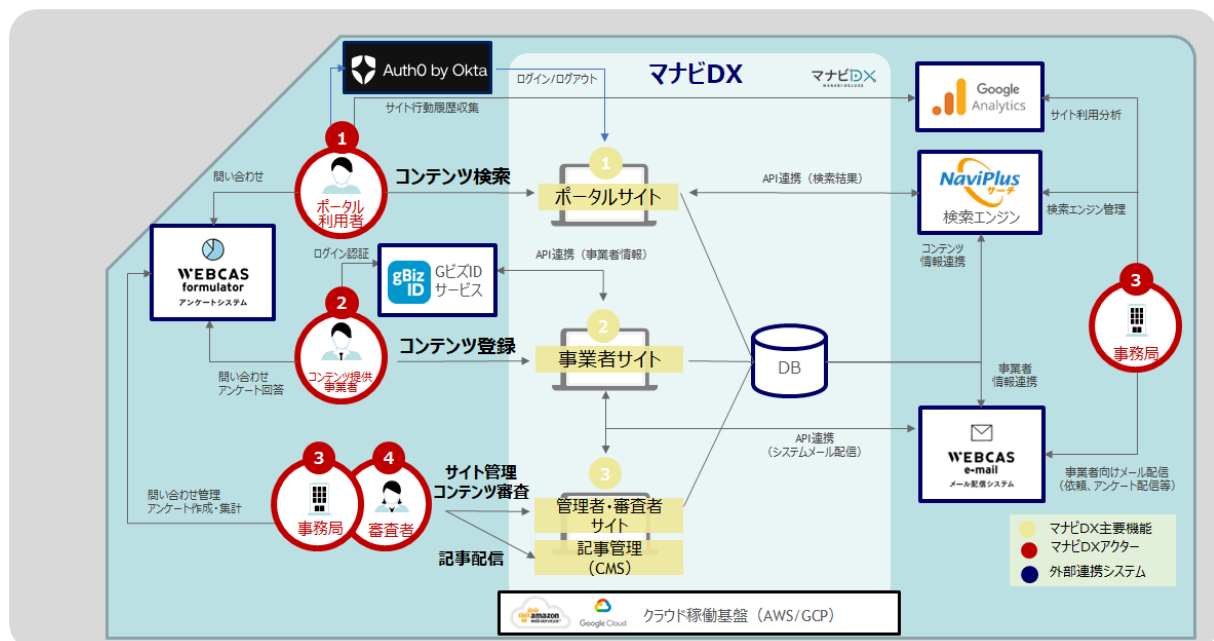 Auth0 by Okta
ログイン/ログアウト
マナビDX
マナビDX
MANABI-DELUXE
Google
Analytics
サイト行動履歴収集
サイト利用分析
1
ポータル
利用者
問い合わせ
コンテンツ検索
1
ポータルサイト
API連携（検索結果）
NaviPlus
サーチ
検索エンジン
検索エンジン管理
WEBCAS
formulator
アンケートシステム
ログイン認証
gBiz
ID
GビズID
サービス
API連携（事業者情報）
コンテンツ
情報連携
2
コンテンツ提供
事業者
問い合わせ
アンケート回答
コンテンツ登録
2
事業者サイト
DB
3
事務局
事業者
情報連携
API連携
（システムメール配信）
WEBCAS
e-mail
メール配信システム
事業者向けメール配信
（依頼、アンケート配信等）
問い合わせ管理
アンケート作成・集計
3
事務局
4
審査者
サイト管理
コンテンツ審査
記事配信
3
管理者・審査者
サイト
記事管理
（CMS）
マナビDX主要機能
マナビDXアクター
外部連携システム
amazon
web services
Google Cloud
クラウド稼働基盤（AWS/GCP）